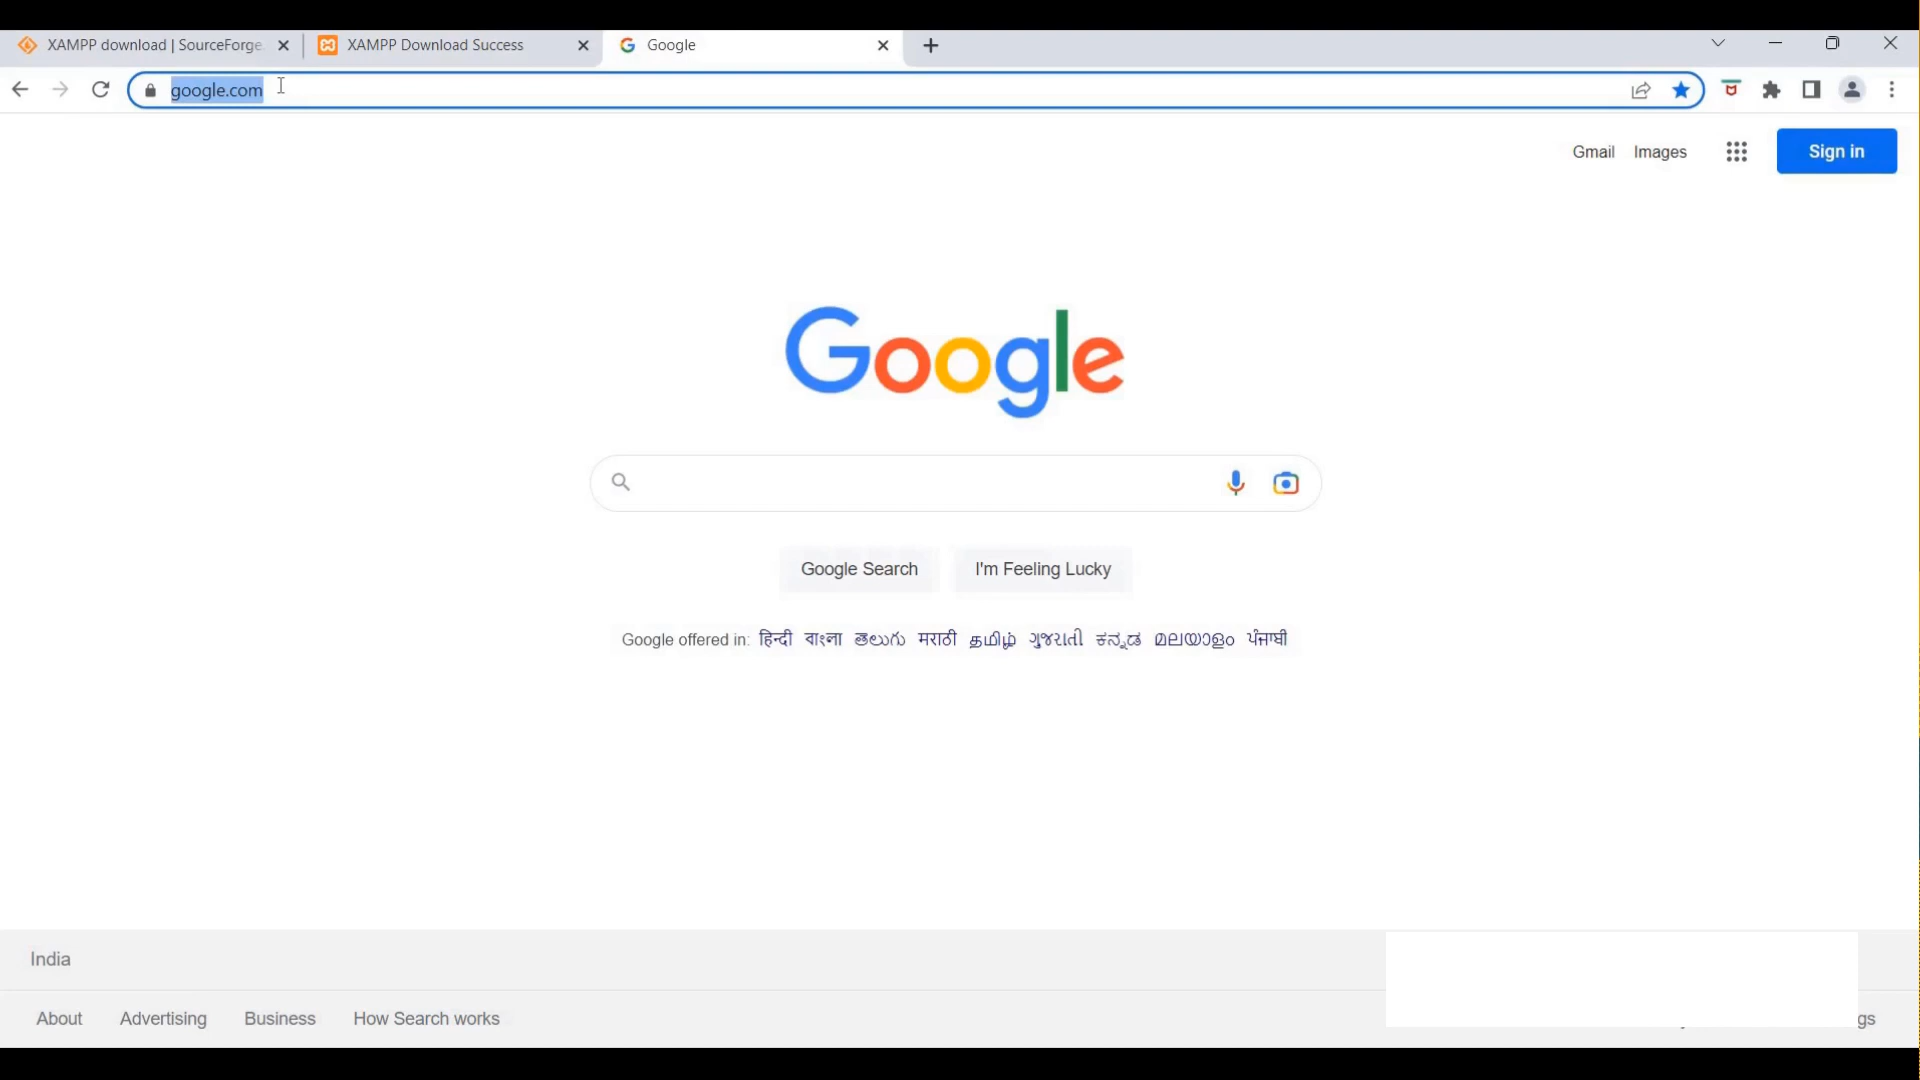 XAMPP download | SourceForge. XAMPP Download Success Google
google.com
Gmail Images Sign in
Google
Google Search I'm Feeling Lucky
Google offered in: हिन्दी বাংলা తెలుగు मराठी தமிழ் ગુજરાતી ಕನ್ನಡ മലയാളം ਪੰਜਾਬੀ
India
About Advertising Business How Search works gs